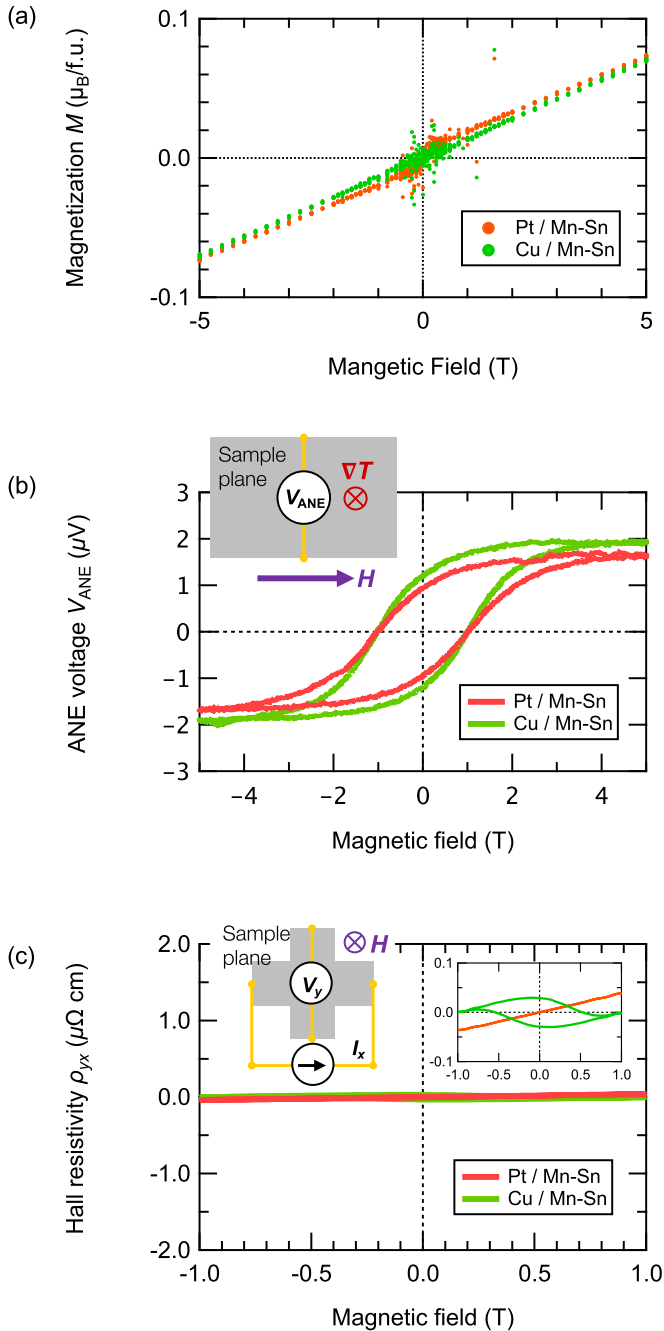 (a)
Magnetization M (μB/f.u.)
0.1
0.0
-0.1
Pt / Mn-Sn
Cu / Mn-Sn
-5
0
5
Mangetic Field (T)
(b)
Sample
plane
VANE
∇T
H
ANE voltage VANE (μV)
3
2
1
0
−1
−2
−3
Pt / Mn-Sn
Cu / Mn-Sn
−4
−2
0
2
4
Magnetic field (T)
(c)
Sample
plane
H
Vy
Ix
Hall resistivity ρyx (μΩ cm)
2.0
1.0
0.0
-1.0
-2.0
0.1
0.0
-0.1
-1.0
-0.5
0.0
0.5
1.0
Pt / Mn-Sn
Cu / Mn-Sn
-1.0
-0.5
0.0
0.5
1.0
Magnetic field (T)